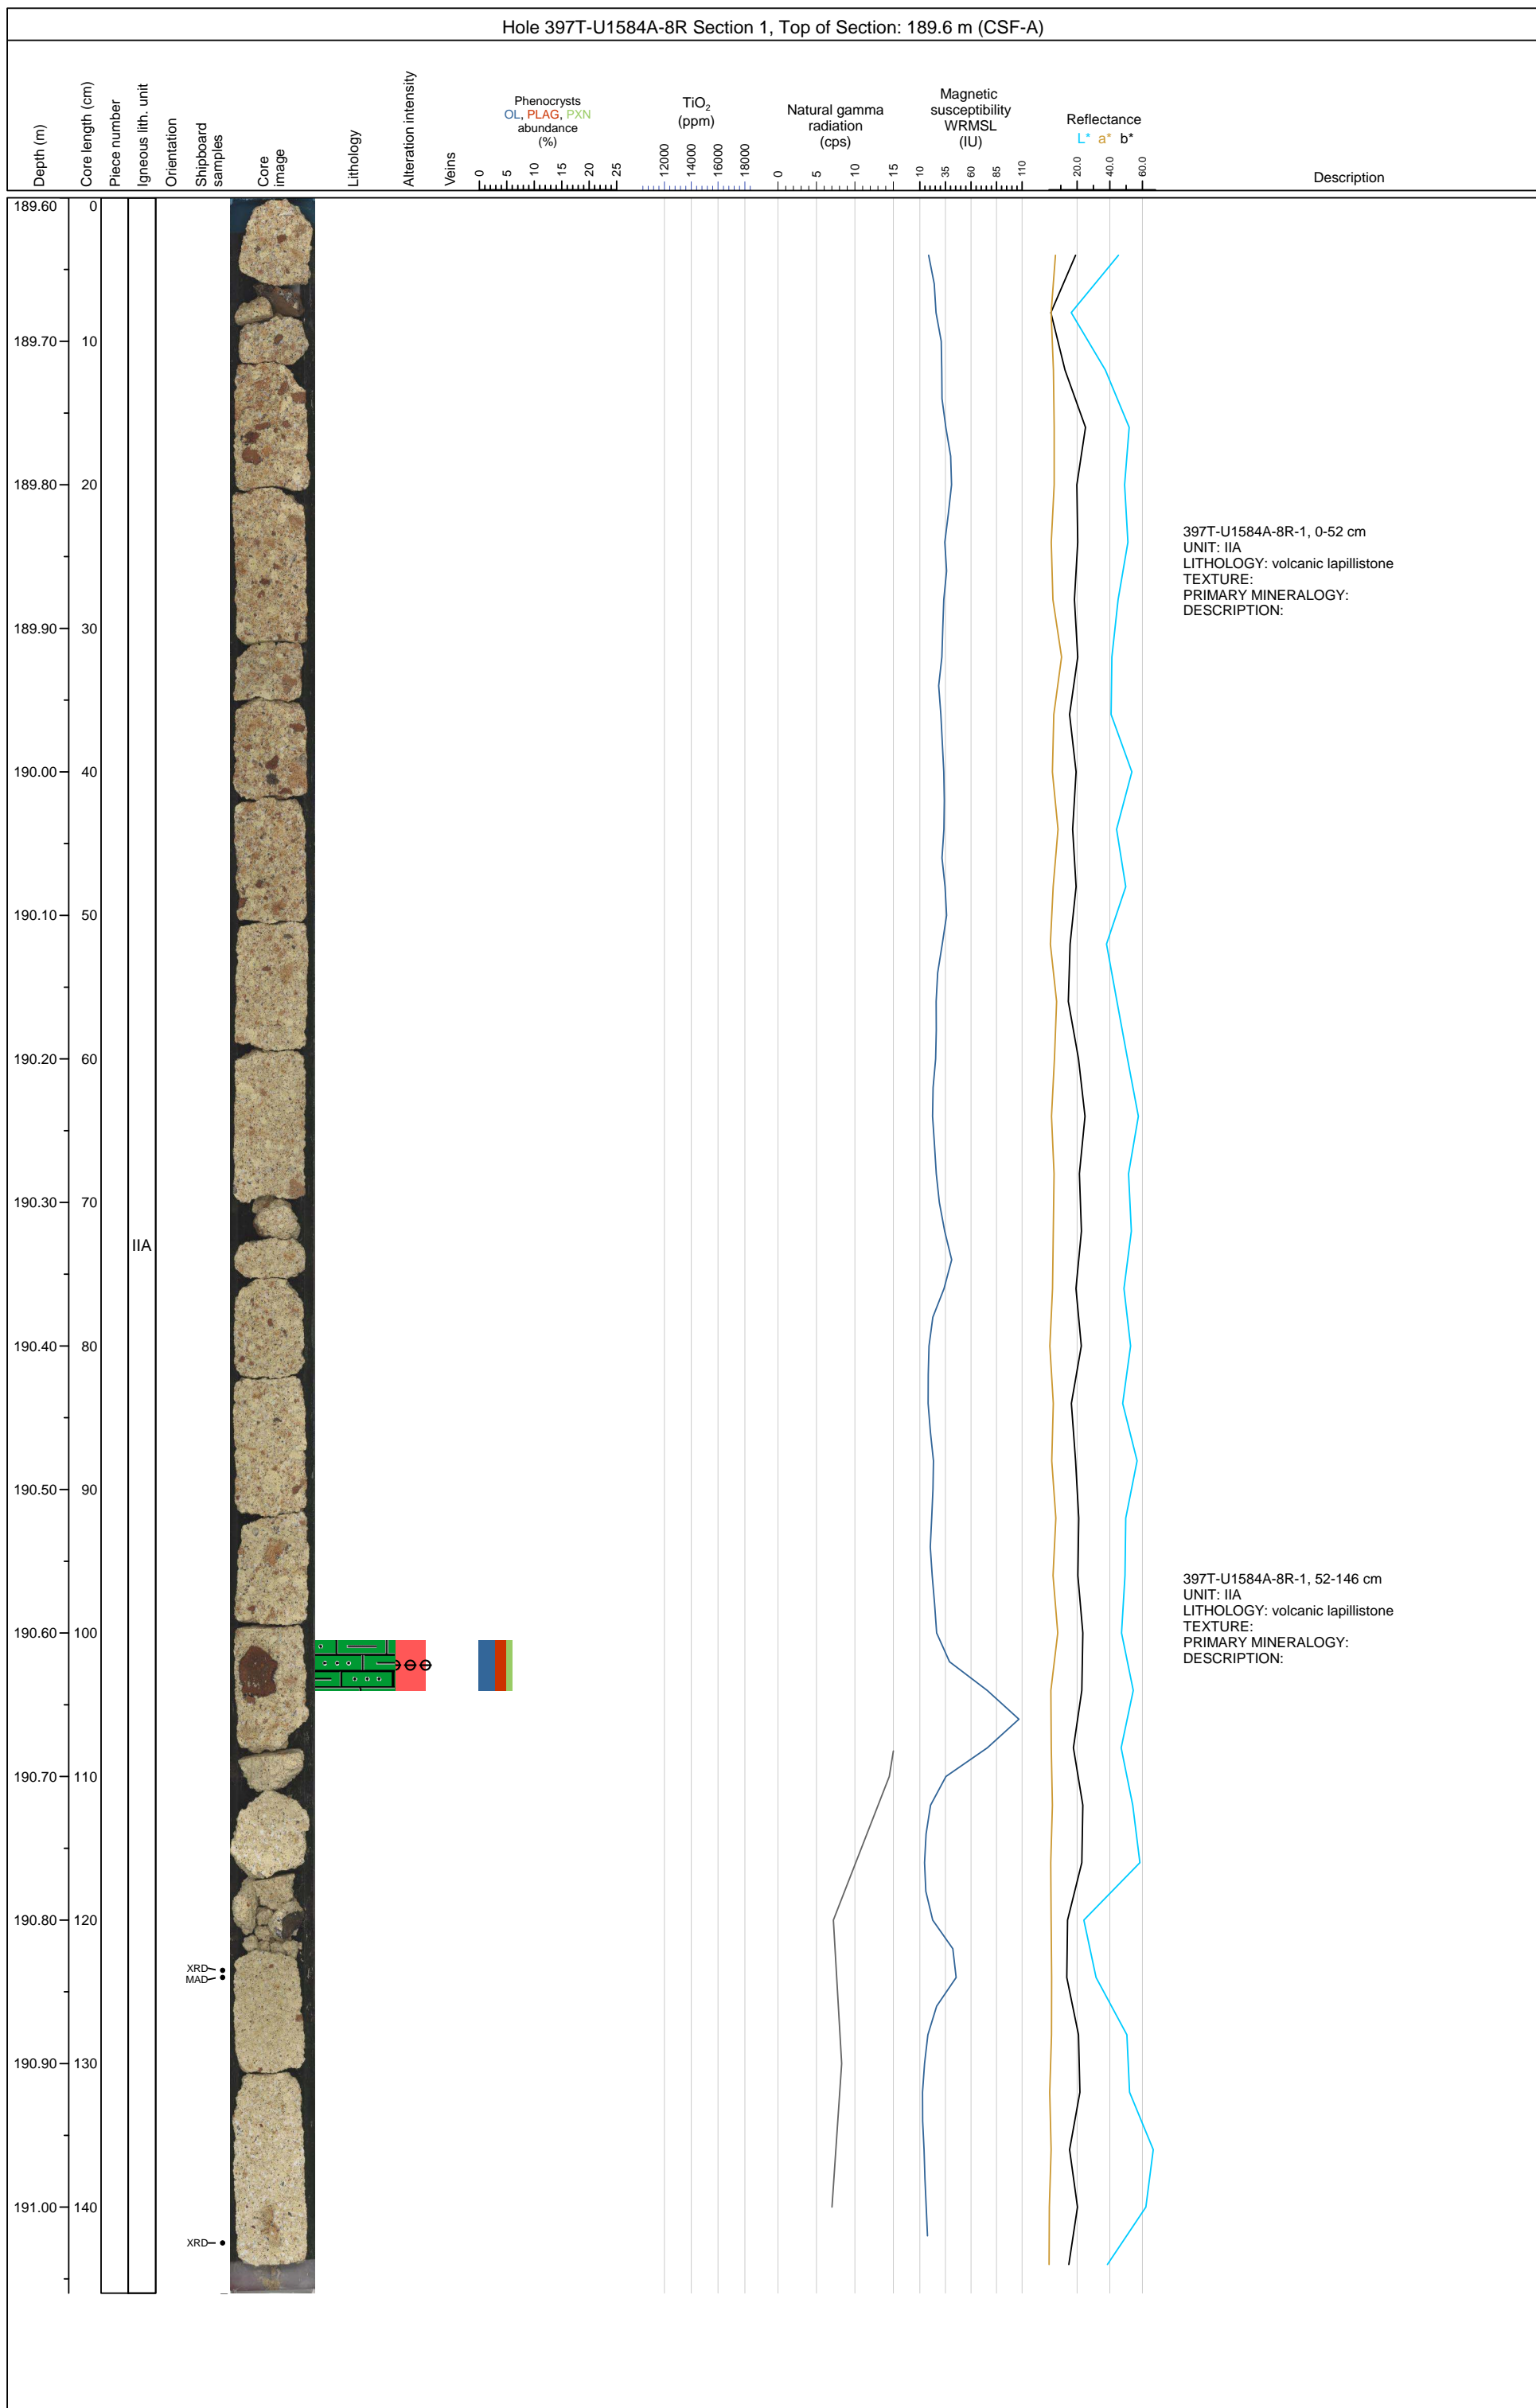 Hole 397T-U1584A-8R Section 1, Top of Section: 189.6 m (CSF-A)
Depth (m)
Core length (cm)
Piece number
Igneous lith. unit
Orientation
Shipboard
samples
Core
image
Lithology
Alteration intensity
Veins
Phenocrysts
OL, PLAG, PXN
abundance
(%)
0 5 10 15 20 25
TiO2
(ppm)
12000 14000 16000 18000
Natural gamma
radiation
(cps)
0 5 10 15
Magnetic
susceptibility
WRMSL
(IU)
10 35 60 85 110
Reflectance
L* a* b*
20.0 40.0 60.0
Description
189.60 0
189.70 10
189.80 20
397T-U1584A-8R-1, 0-52 cm
UNIT: IIA
LITHOLOGY: volcanic lapillistone
TEXTURE:
PRIMARY MINERALOGY:
DESCRIPTION:
189.90 30
190.00 40
190.10 50
190.20 60
190.30 70
IIA
190.40 80
190.50 90
397T-U1584A-8R-1, 52-146 cm
UNIT: IIA
LITHOLOGY: volcanic lapillistone
TEXTURE:
PRIMARY MINERALOGY:
DESCRIPTION:
190.60 100
190.70 110
190.80 120
XRD
MAD
190.90 130
191.00 140
XRD